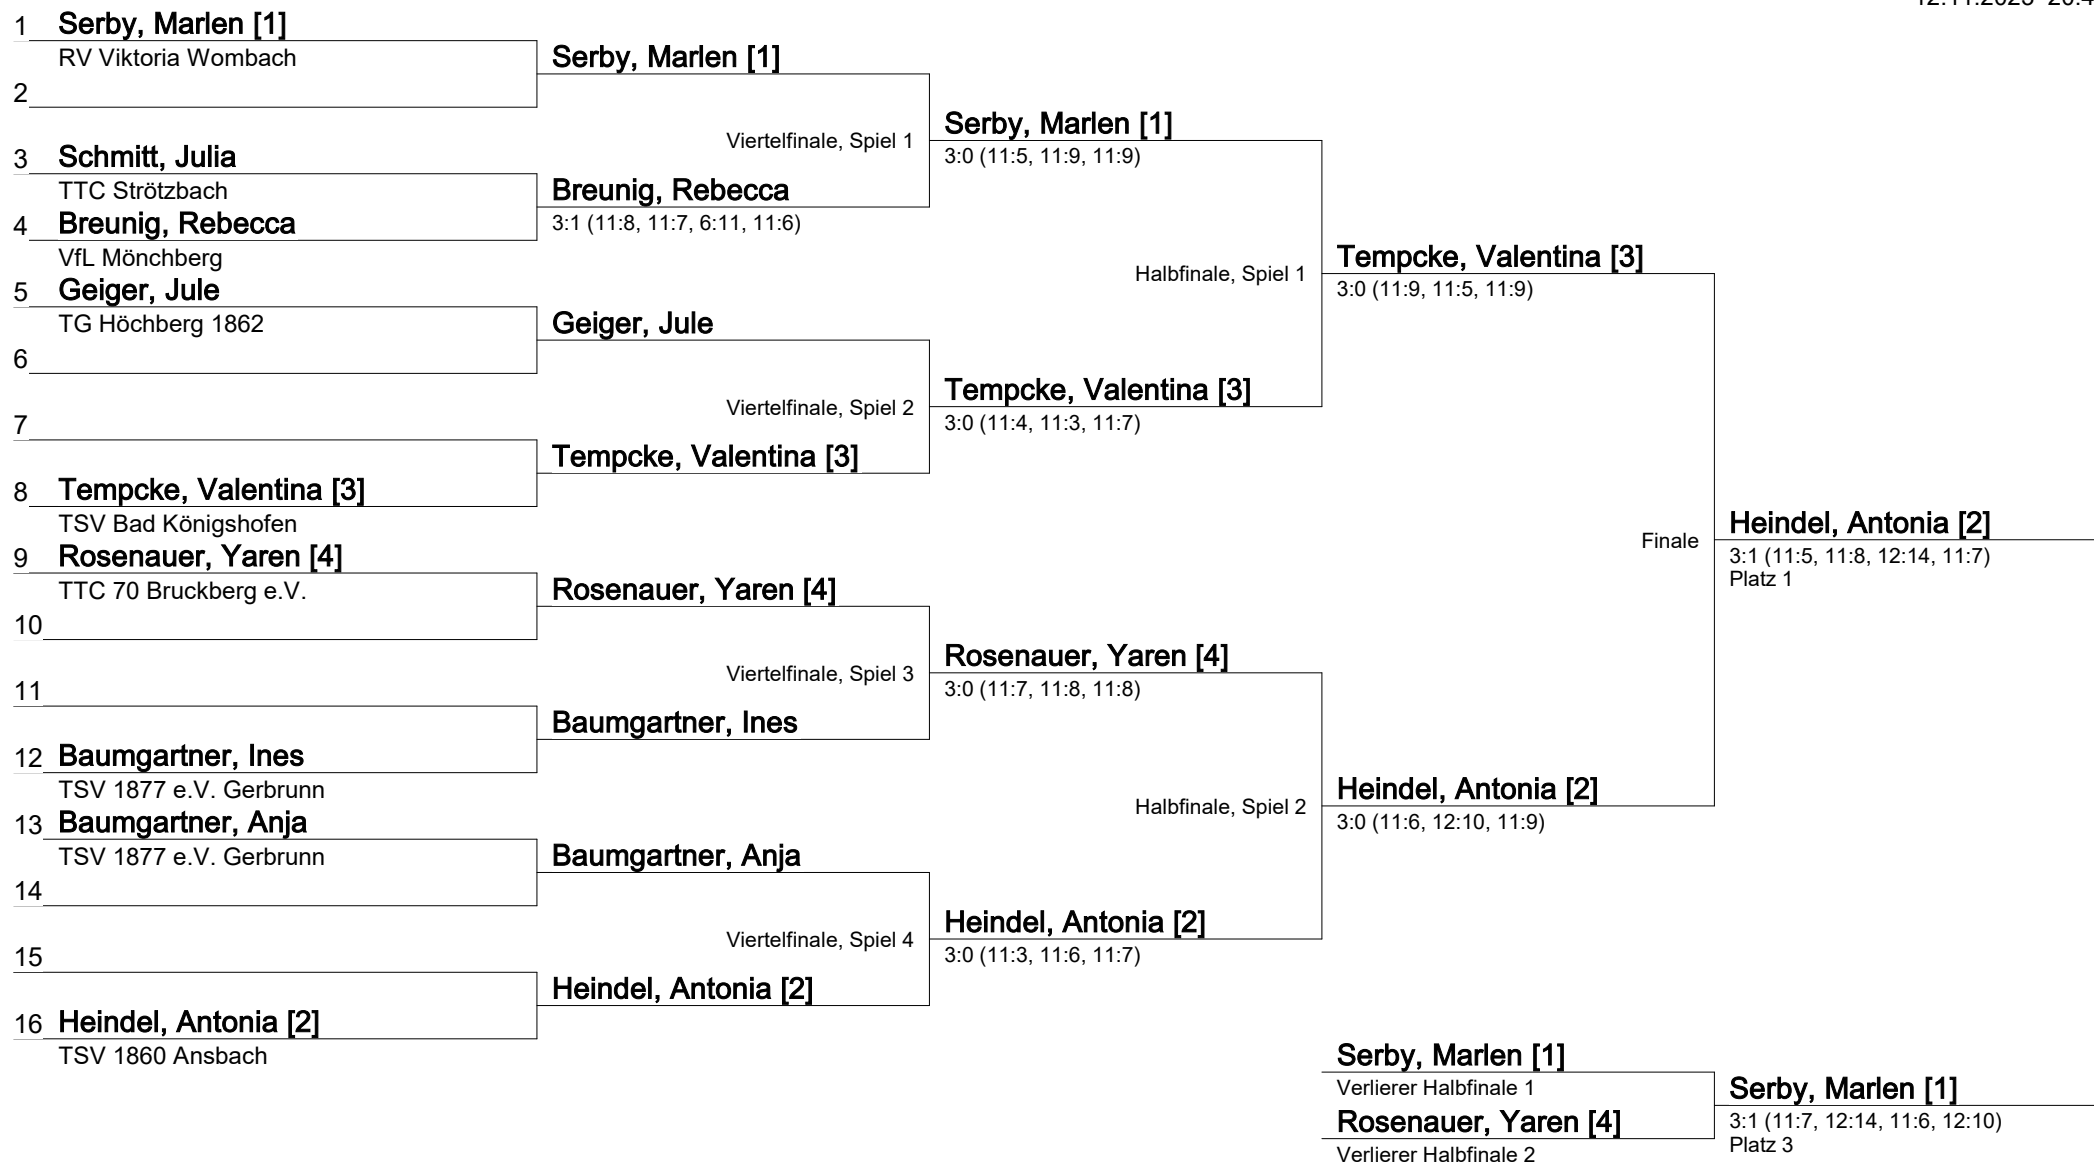 1 Serby, Marlen [1]
RV Viktoria Wombach
Serby, Marlen [1]
2
Viertelfinale, Spiel 1
Serby, Marlen [1]
3:0 (11:5, 11:9, 11:9)
3 Schmitt, Julia
TTC Strötzbach
Breunig, Rebecca
3:1 (11:8, 11:7, 6:11, 11:6)
4 Breunig, Rebecca
VfL Mönchberg
Halbfinale, Spiel 1
Tempcke, Valentina [3]
3:0 (11:9, 11:5, 11:9)
5 Geiger, Jule
TG Höchberg 1862
Geiger, Jule
6
Viertelfinale, Spiel 2
Tempcke, Valentina [3]
3:0 (11:4, 11:3, 11:7)
7
Tempcke, Valentina [3]
8 Tempcke, Valentina [3]
TSV Bad Königshofen
Finale
Heindel, Antonia [2]
3:1 (11:5, 11:8, 12:14, 11:7)
Platz 1
9 Rosenauer, Yaren [4]
TTC 70 Bruckberg e.V.
Rosenauer, Yaren [4]
10
Viertelfinale, Spiel 3
Rosenauer, Yaren [4]
3:0 (11:7, 11:8, 11:8)
11
Baumgartner, Ines
12 Baumgartner, Ines
TSV 1877 e.V. Gerbrunn
Halbfinale, Spiel 2
Heindel, Antonia [2]
3:0 (11:6, 12:10, 11:9)
13 Baumgartner, Anja
TSV 1877 e.V. Gerbrunn
Baumgartner, Anja
14
Viertelfinale, Spiel 4
Heindel, Antonia [2]
3:0 (11:3, 11:6, 11:7)
15
Heindel, Antonia [2]
16 Heindel, Antonia [2]
TSV 1860 Ansbach
Serby, Marlen [1]
Verlierer Halbfinale 1
Serby, Marlen [1]
3:1 (11:7, 12:14, 11:6, 12:10)
Platz 3
Rosenauer, Yaren [4]
Verlierer Halbfinale 2